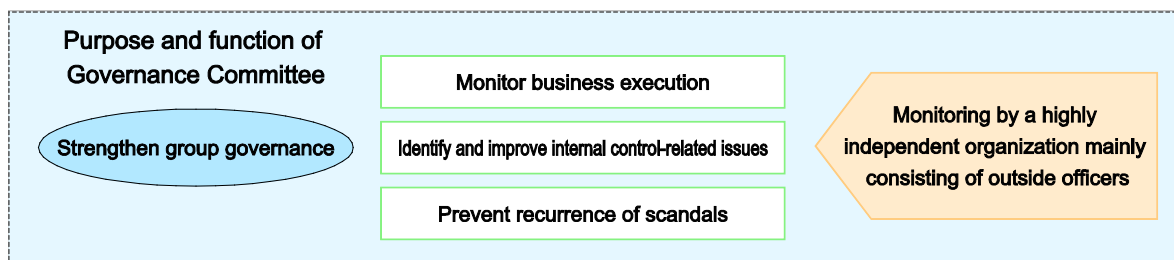 Purpose and function of
Governance Committee
Strengthen group governance
Monitor business execution
Identify and improve internal control-related issues
Prevent recurrence of scandals
Monitoring by a highly
independent organization mainly
consisting of outside officers